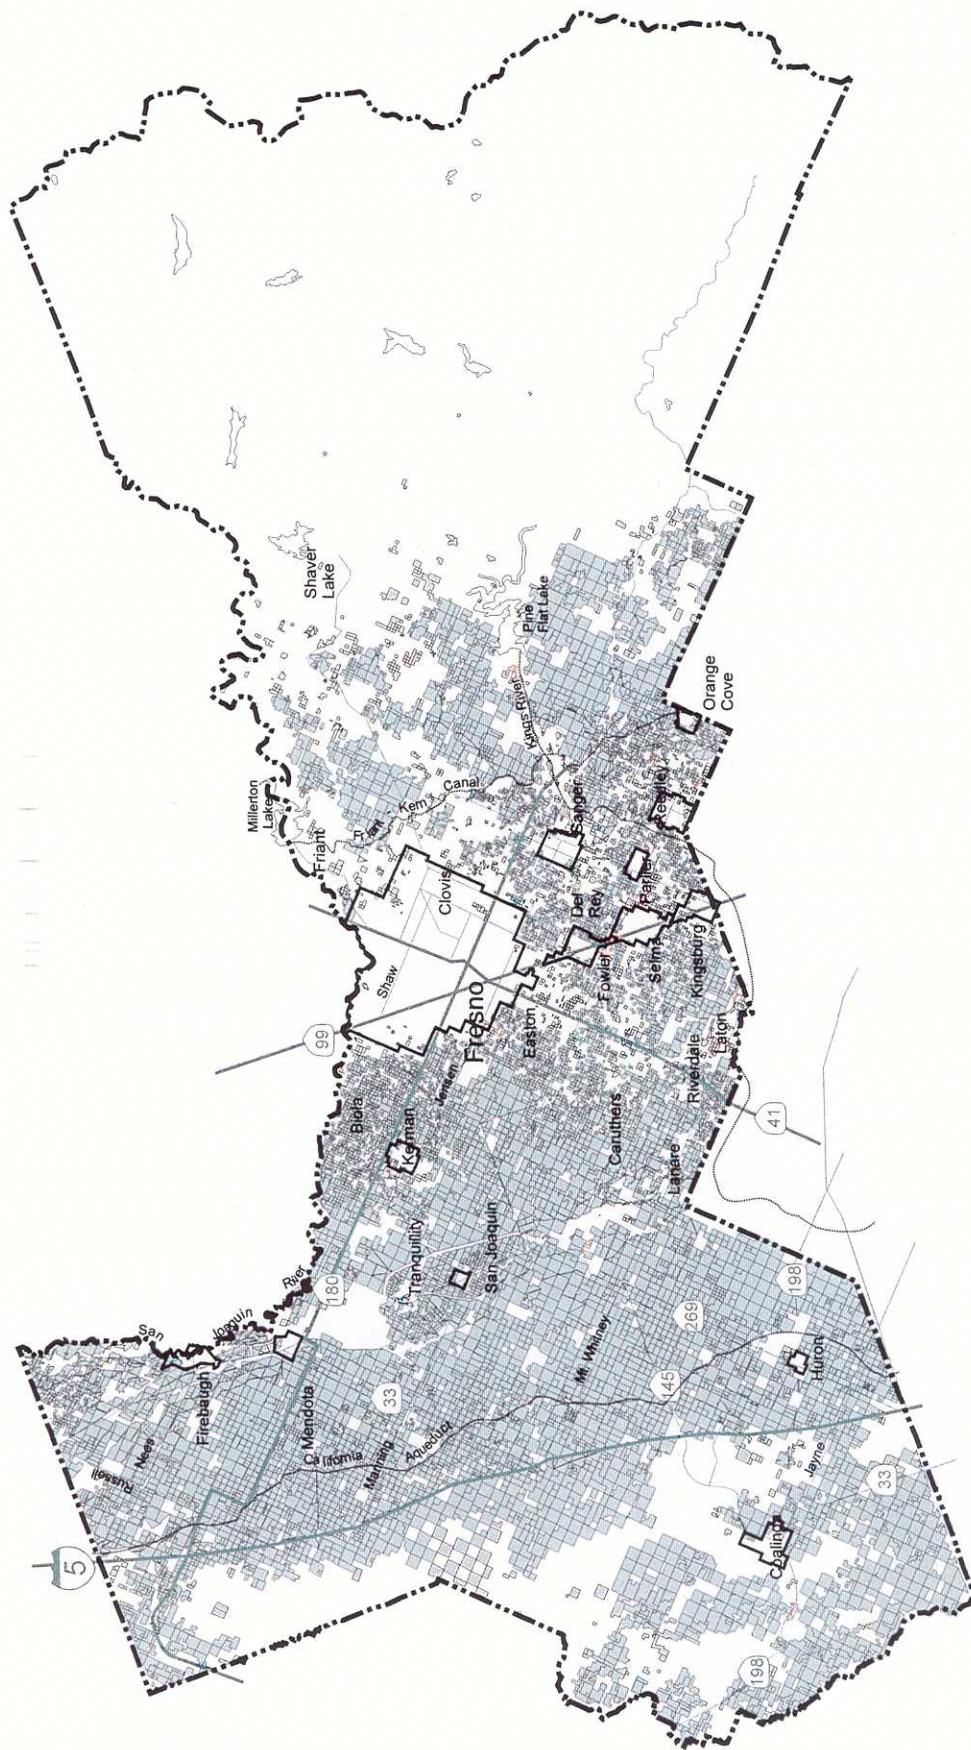 Shaver
Lake
Pine
Flat Lake
Kings River
Orange
Cove
Millerton
Lake
Friant
Friant
Kern
Canal
Sanger
Reedley
Parlier
Clovis
Del
Rey
Shaw
Fowler
Selma
Kingsburg
99
Fresno
Easton
Laton
Riverdale
41
Biola
Jensen
Kerman
Caruthers
Lanare
Tranquility
San Joaquin
180
San
Joaquin
River
Firebaugh
Mendota
33
Nees
Russell
California
Aqueduct
Manning
Mt. Whitney
269
145
198
Huron
5
Jayne
33
Coalinga
198